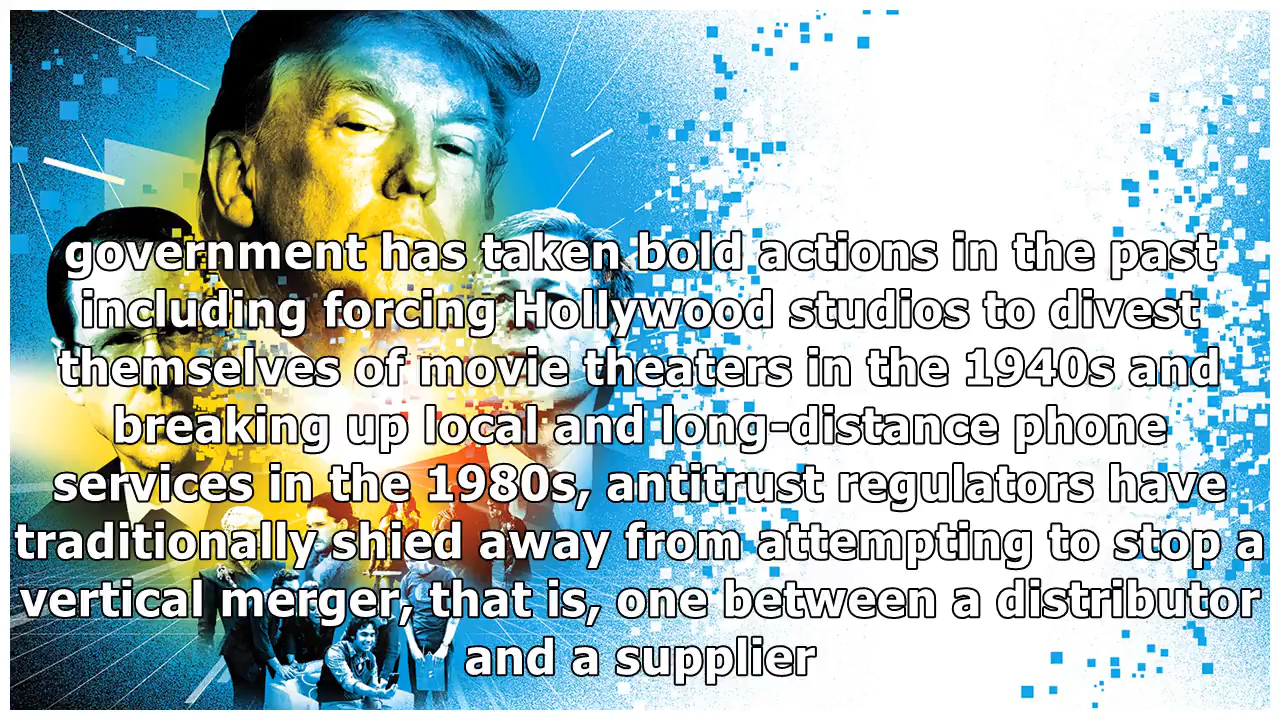 government has taken bold actions in the past
including forcing Hollywood studios to divest
themselves of movie theaters in the 1940s and
breaking up local and long-distance phone
services in the 1980s, antitrust regulators have
traditionally shied away from attempting to stop a
vertical merger, that is, one between a distributor
and a supplier